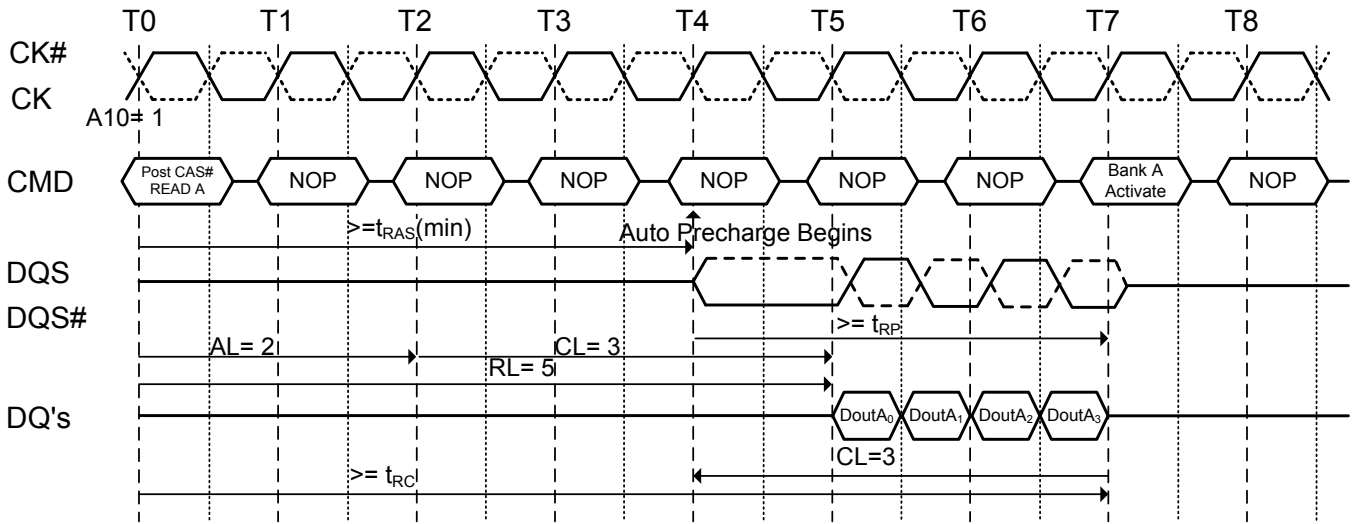 T0 T1 T2 T3 T4 T5 T6 T7 T8
CK#
CK
A10= 1
CMD
Post CAS#
READ A
NOP NOP NOP NOP NOP NOP
Bank A
Activate
NOP
>=tRAS(min)
Auto Precharge Begins
DQS
DQS#
>= tRP
AL= 2 CL= 3
RL= 5
DQ's
DoutA0 DoutA1 DoutA2 DoutA3
CL=3
>= tRC